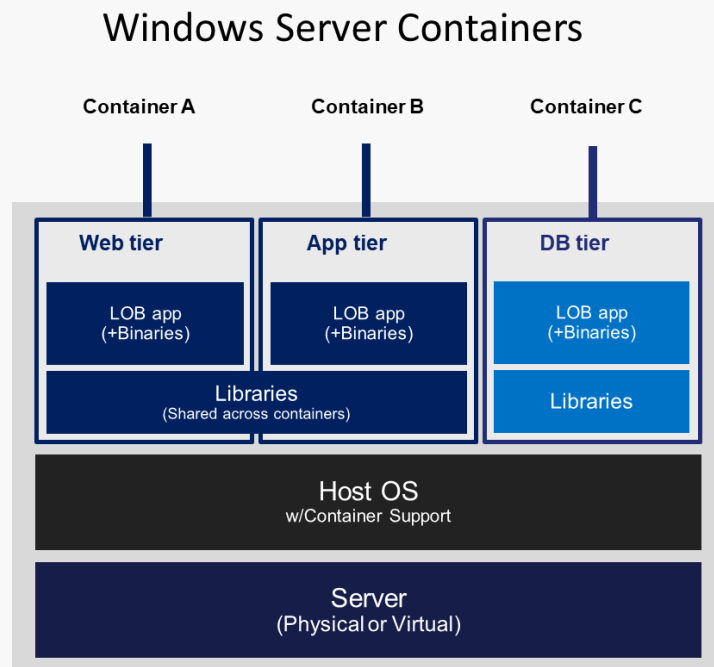 Windows Server Containers
Container A
Container B
Container C
Web tier
App tier
DB tier
LOB app
(+Binaries)
LOB app
(+Binaries)
LOB app
(+Binaries)
Libraries
(Shared across containers)
Libraries
Host OS
w/Container Support
Server
(Physical or Virtual)